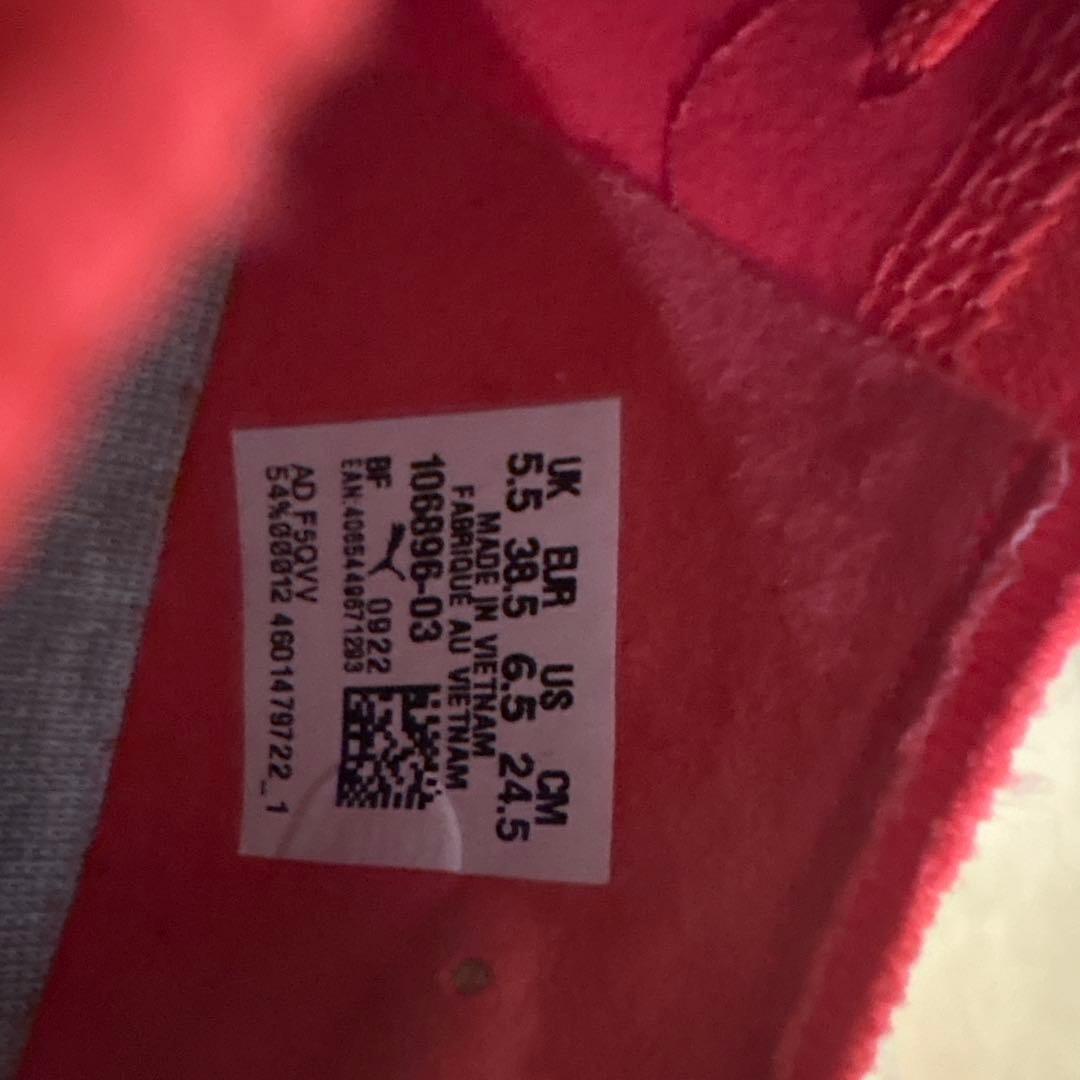 UK EUR US CM
5.5 38.5 6.5 24.5
MADE IN VIETNAM
FABRIQUE AU VIETNAM
106896-03
BF 0922
EAN:4065449671293
AD F5QVV
54%00012 4601479722_1